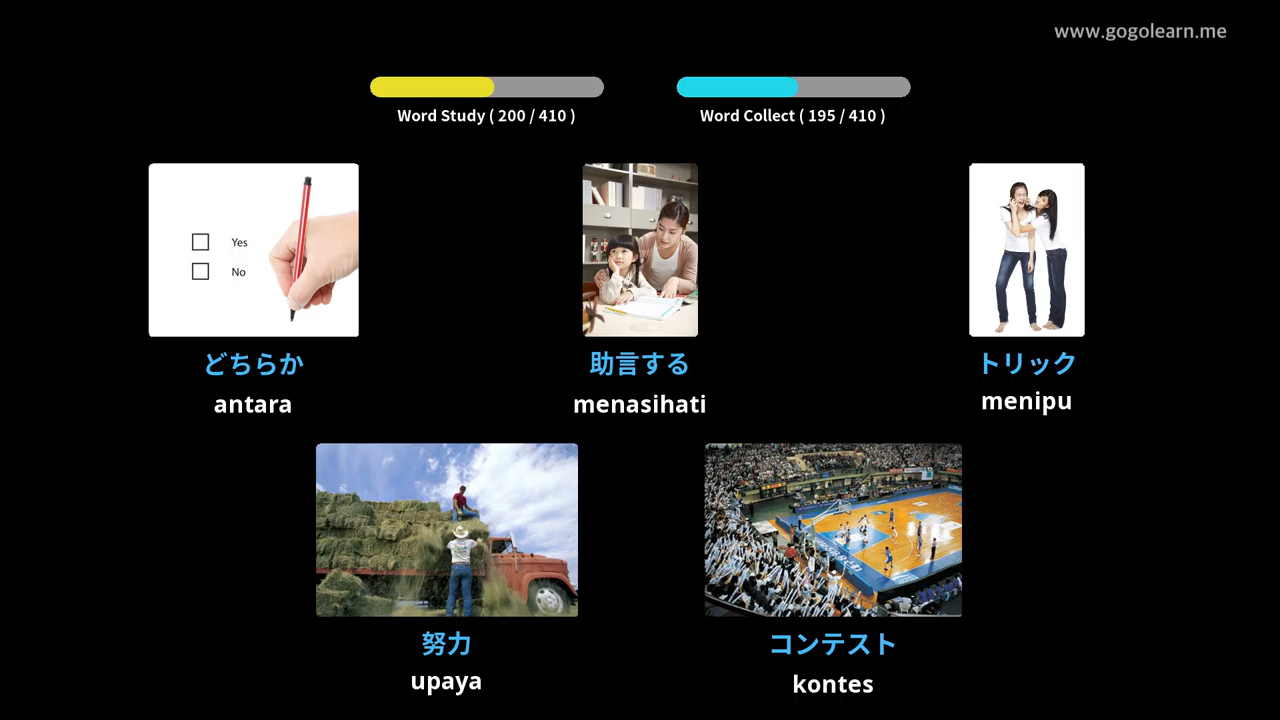 www.gogolearn.me
Word Study ( 200 / 410 )
Word Collect ( 195 / 410 )
Yes
No
どちらか
antara
助言する
menasihati
トリック
menipu
努力
upaya
コンテスト
kontes